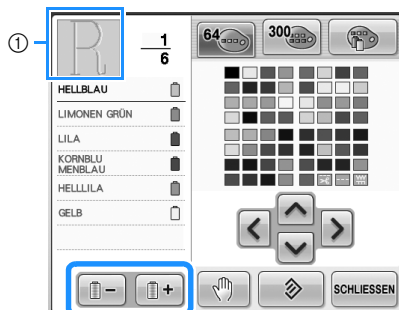 ①
1
6
64
300
HELLBLAU
LIMONEN GRÜN
LILA
KORNBLU
MENBLAU
HELLLILA
GELB
−
+
SCHLIESSEN